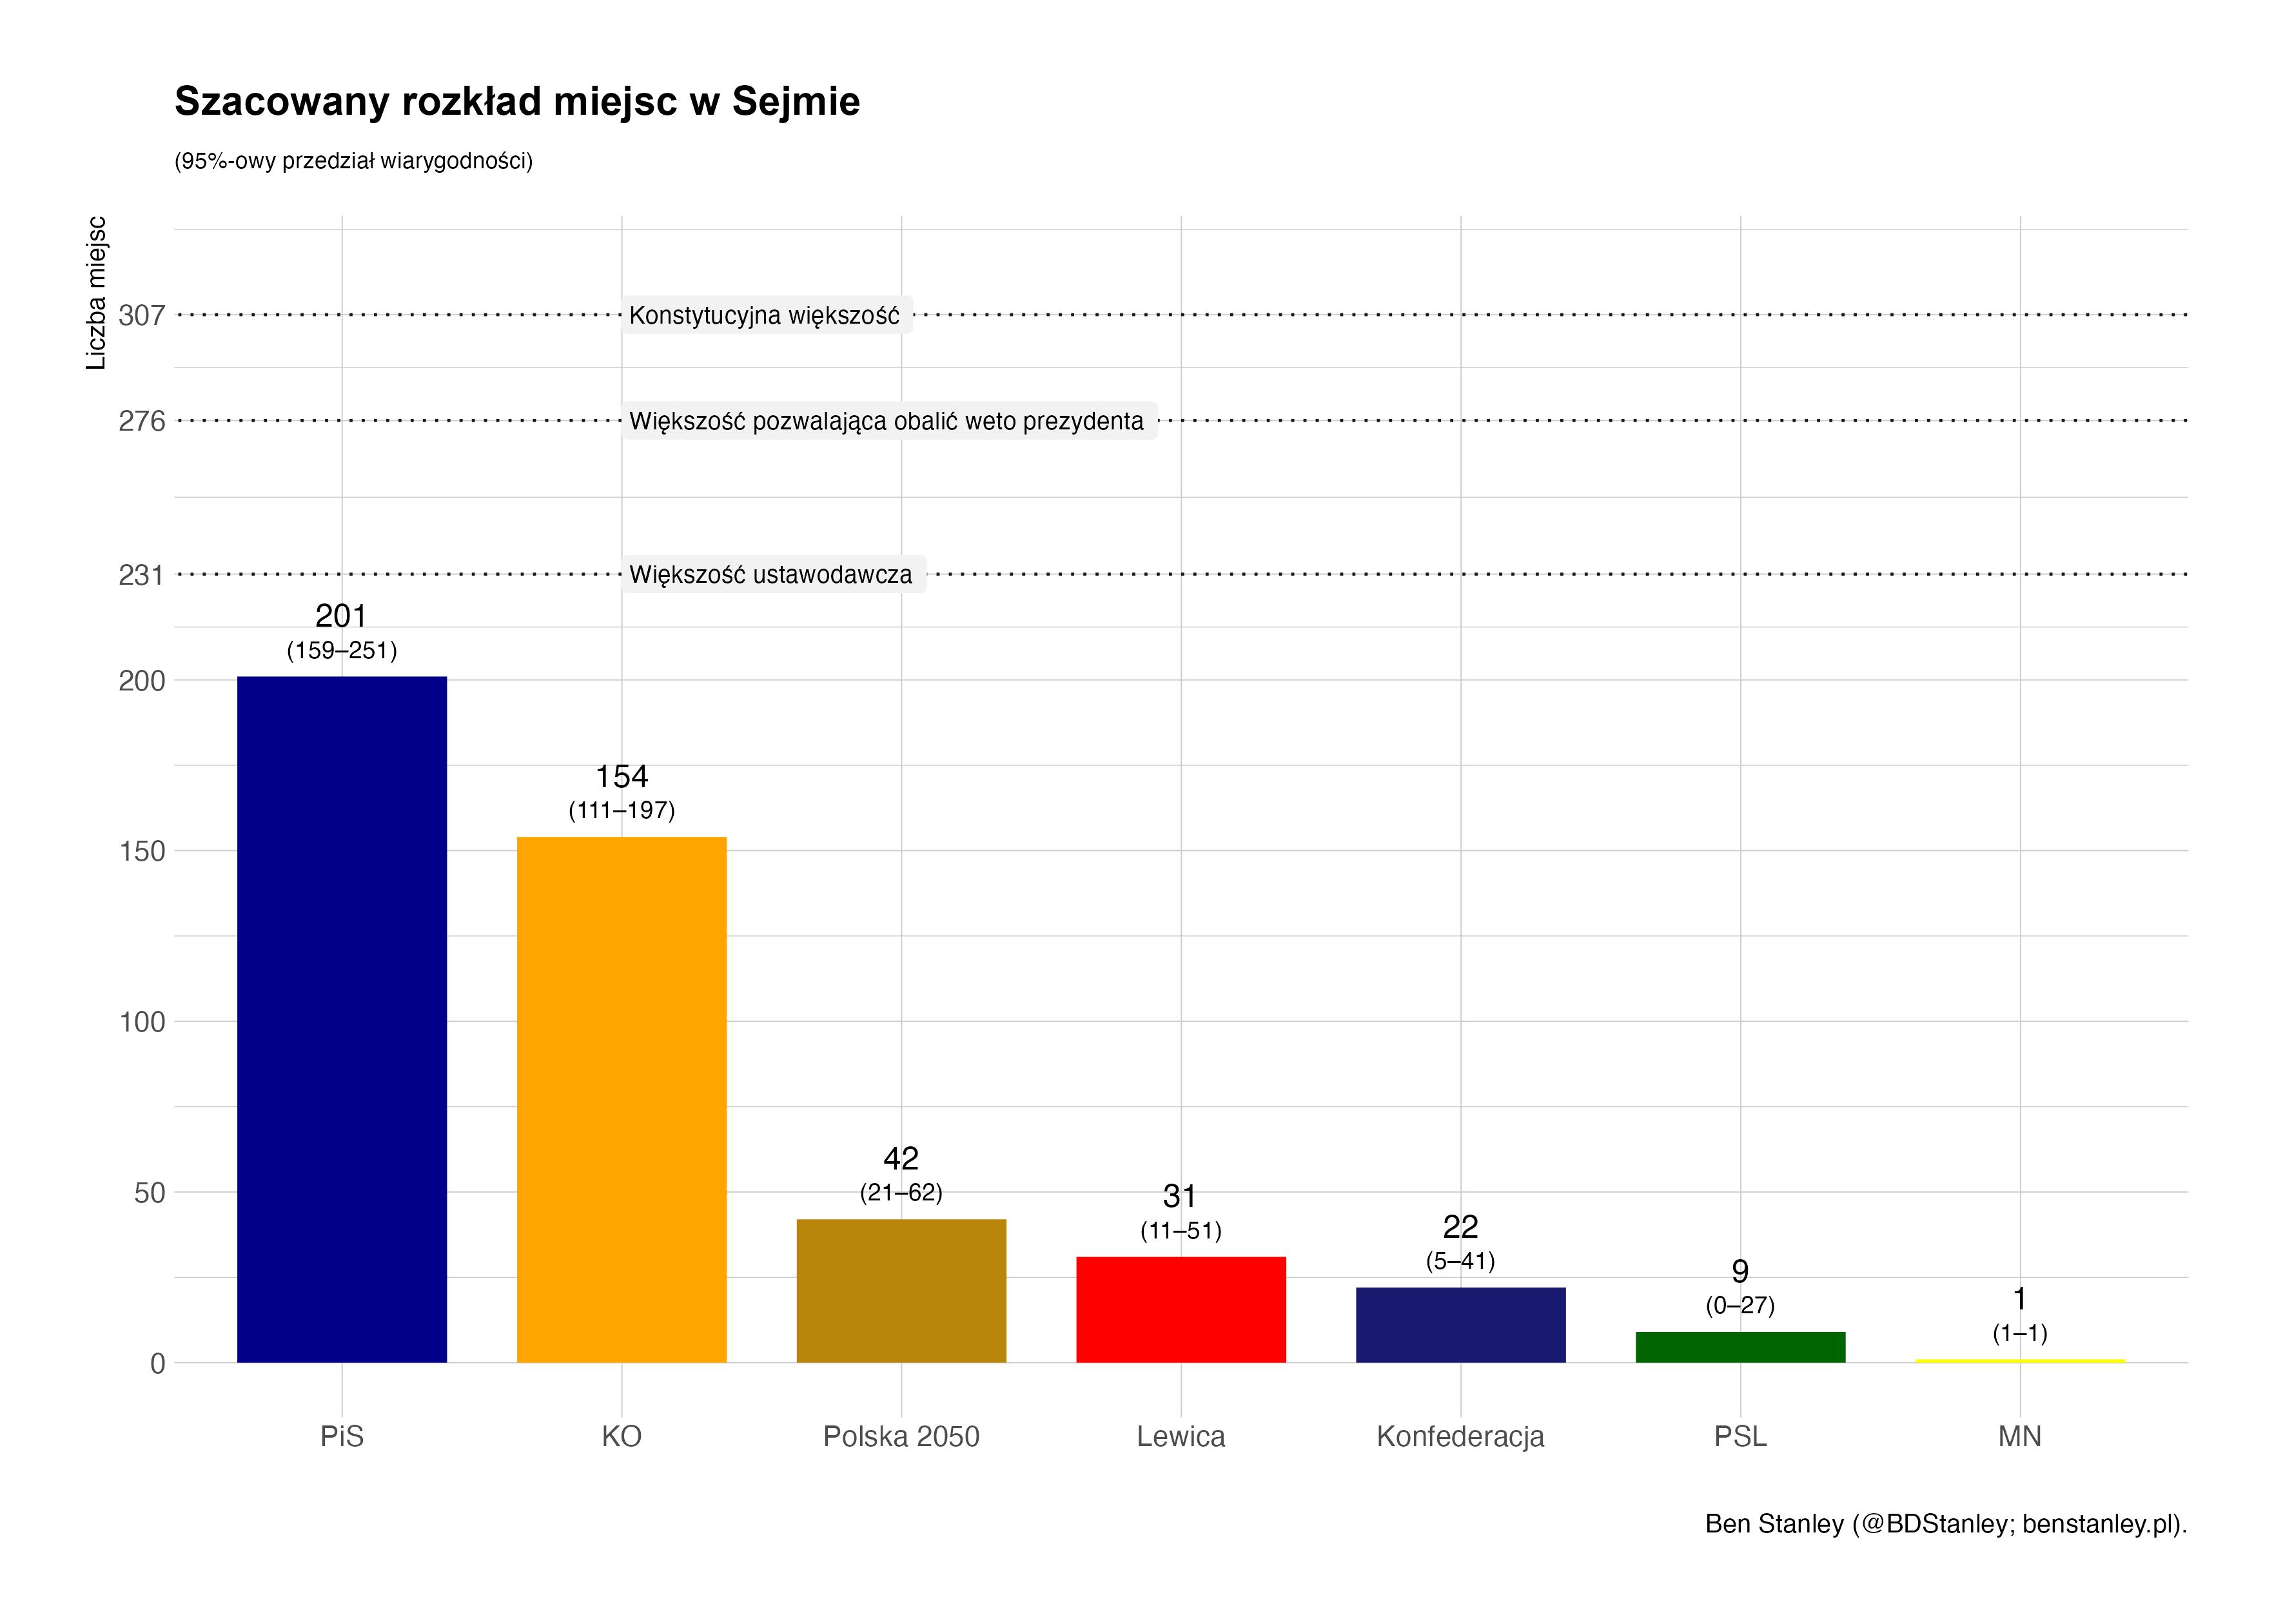 Szacowany rozkład miejsc w Sejmie
(95%-owy przedział wiarygodności)
Liczba miejsc
307
Konstytucyjna większość
276
Większość pozwalająca obalić weto prezydenta
231
Większość ustawodawcza
201
(159–251)
200
154
(111–197)
150
100
42
(21–62)
50
31
(11–51)
22
(5–41)
9
(0–27)
1
(1–1)
0
PiS
KO
Polska 2050
Lewica
Konfederacja
PSL
MN
Ben Stanley (@BDStanley; benstanley.pl).